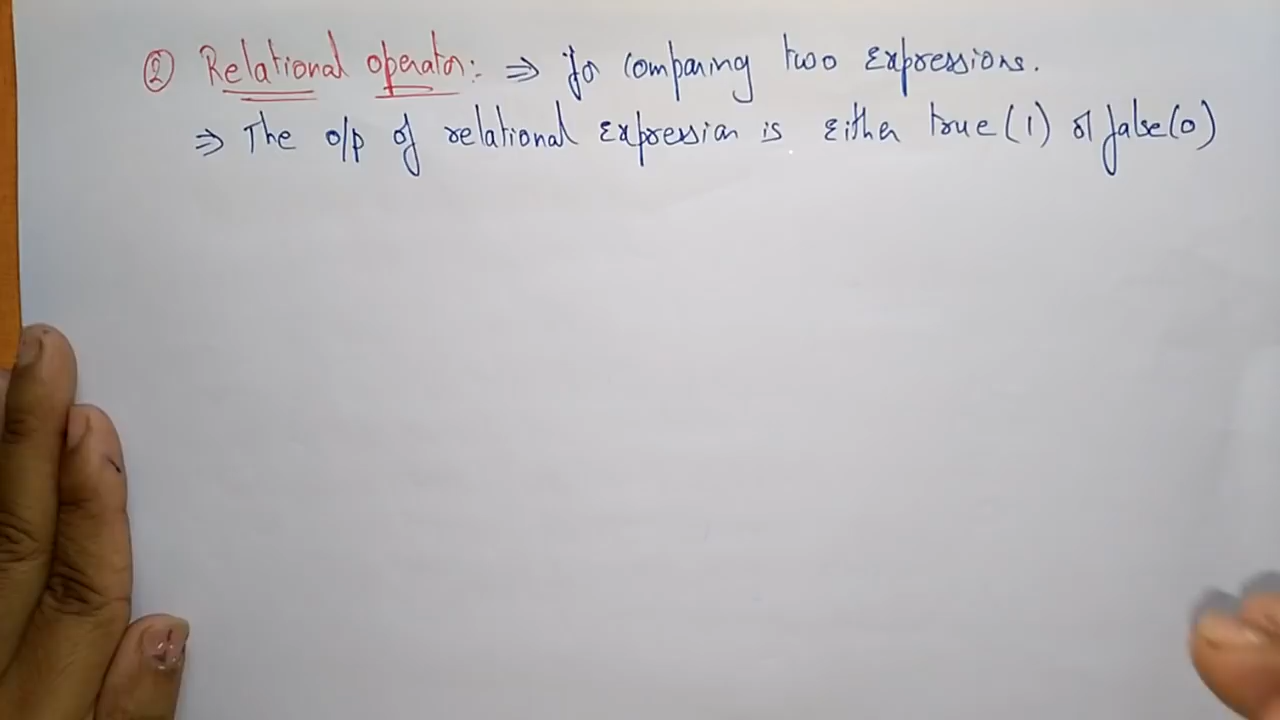 ② Relational operator:- ⇒ for comparing two expressions.
⇒ The o/p of relational expression is either true (1) or false (0)